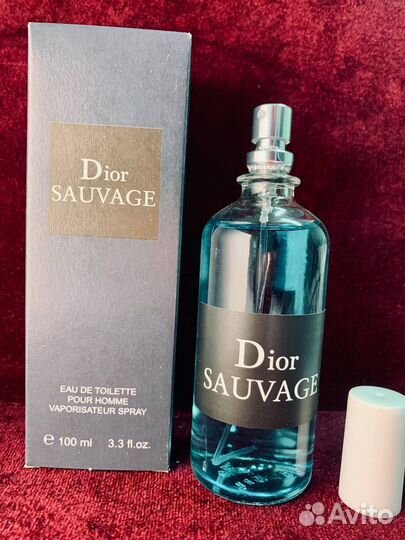 Dior
SAUVAGE
EAU DE TOILETTE
POUR HOMME
VAPORISATEUR SPRAY
e 100 ml 3.3 fl.oz.
Dior
SAUVAGE
Avito